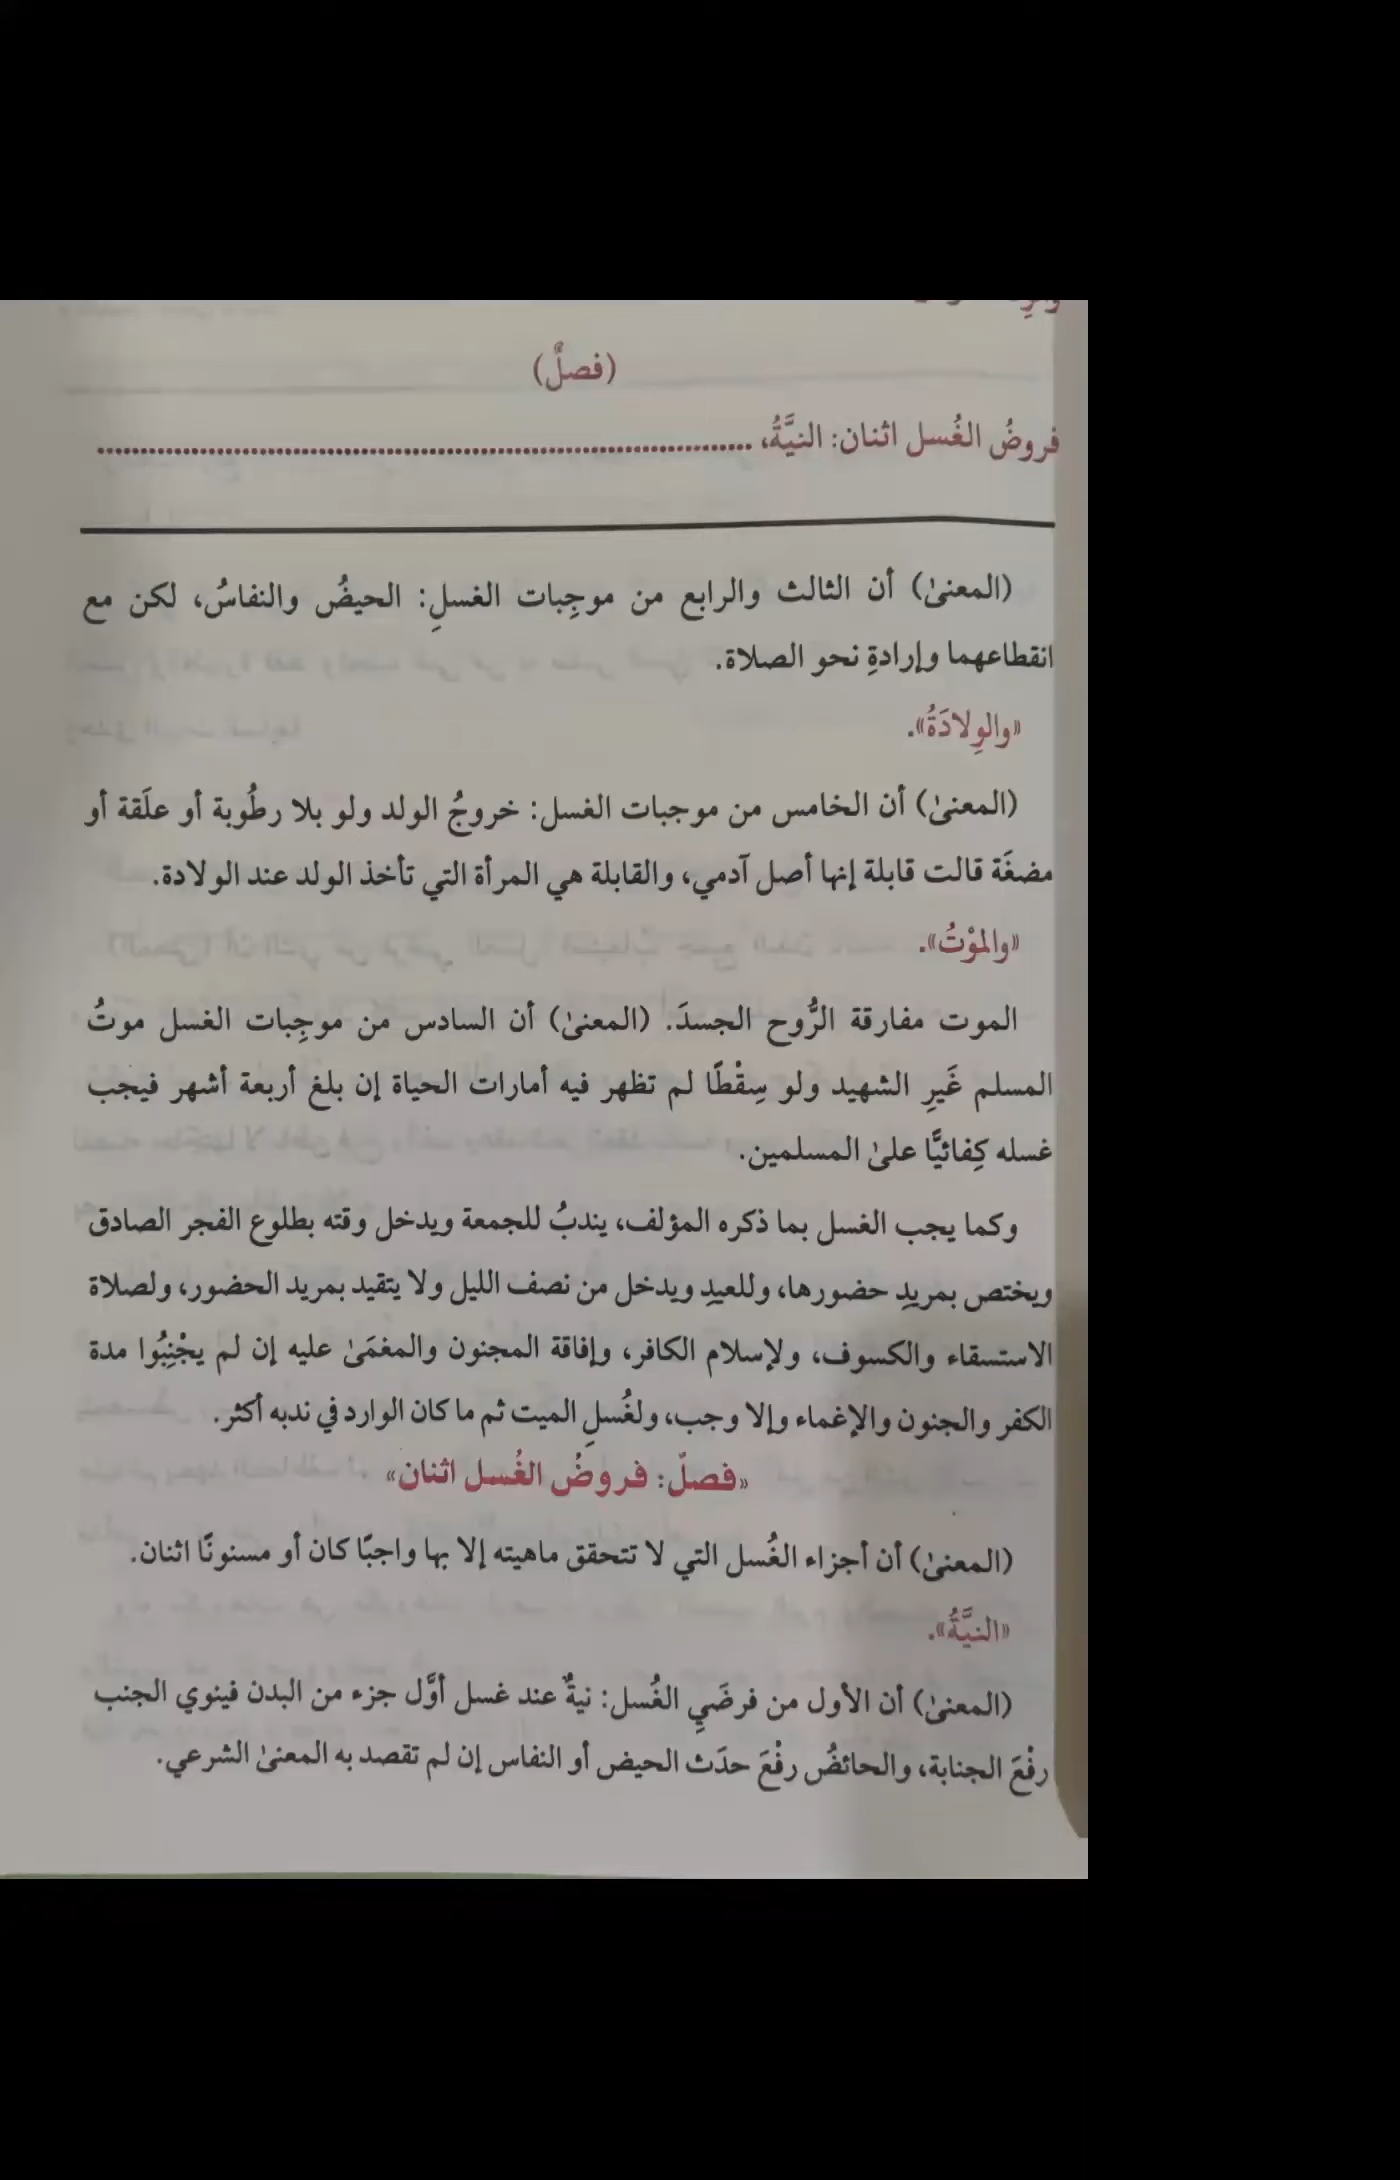 (فصلٌ)
فروضُ الغُسل اثنان: النيَّةُ، ..........................................................................
(المعنىٰ) أن الثالث والرابع من موجِبات الغسلِ: الحيضُ والنفاسُ، لكن مع
انقطاعهما وإرادةِ نحو الصلاة.
«والوِلادَةُ».
(المعنىٰ) أن الخامس من موجبات الغسل: خروجُ الولد ولو بلا رطُوبة أو علَقة أو
مضغَة قالت قابلة إنها أصل آدمي، والقابلة هي المرأة التي تأخذ الولد عند الولادة.
«والموْتُ».
الموت مفارقة الرُّوح الجسدَ. (المعنىٰ) أن السادس من موجِبات الغسل موتُ
المسلم غَيرِ الشهيد ولو سِقْطًا لم تظهر فيه أمارات الحياة إن بلغ أربعة أشهر فيجب
غسله كِفائيًّا علىٰ المسلمين.
وكما يجب الغسل بما ذكره المؤلف، يندبُ للجمعة ويدخل وقته بطلوع الفجر الصادق
ويختص بمريدِ حضورها، وللعيدِ ويدخل من نصف الليل ولا يتقيد بمريد الحضور، ولصلاة
الاستسقاء والكسوف، ولإسلام الكافر، وإفاقة المجنون والمغمَىٰ عليه إن لم يجْنِبُوا مدة
الكفر والجنون والإغماء وإلا وجب، ولغُسلِ الميت ثم ما كان الوارد في ندبه أكثر.
«فصلٌ: فروضُ الغُسل اثنان»
(المعنىٰ) أن أجزاء الغُسل التي لا تتحقق ماهيته إلا بها واجبًا كان أو مسنونًا اثنان.
«النيَّةُ».
(المعنىٰ) أن الأول من فرضَيِ الغُسل: نيةٌ عند غسل أوَّل جزء من البدن فينوي الجنب
رفْعَ الجنابة، والحائضُ رفْعَ حدَث الحيض أو النفاس إن لم تقصد به المعنىٰ الشرعي.